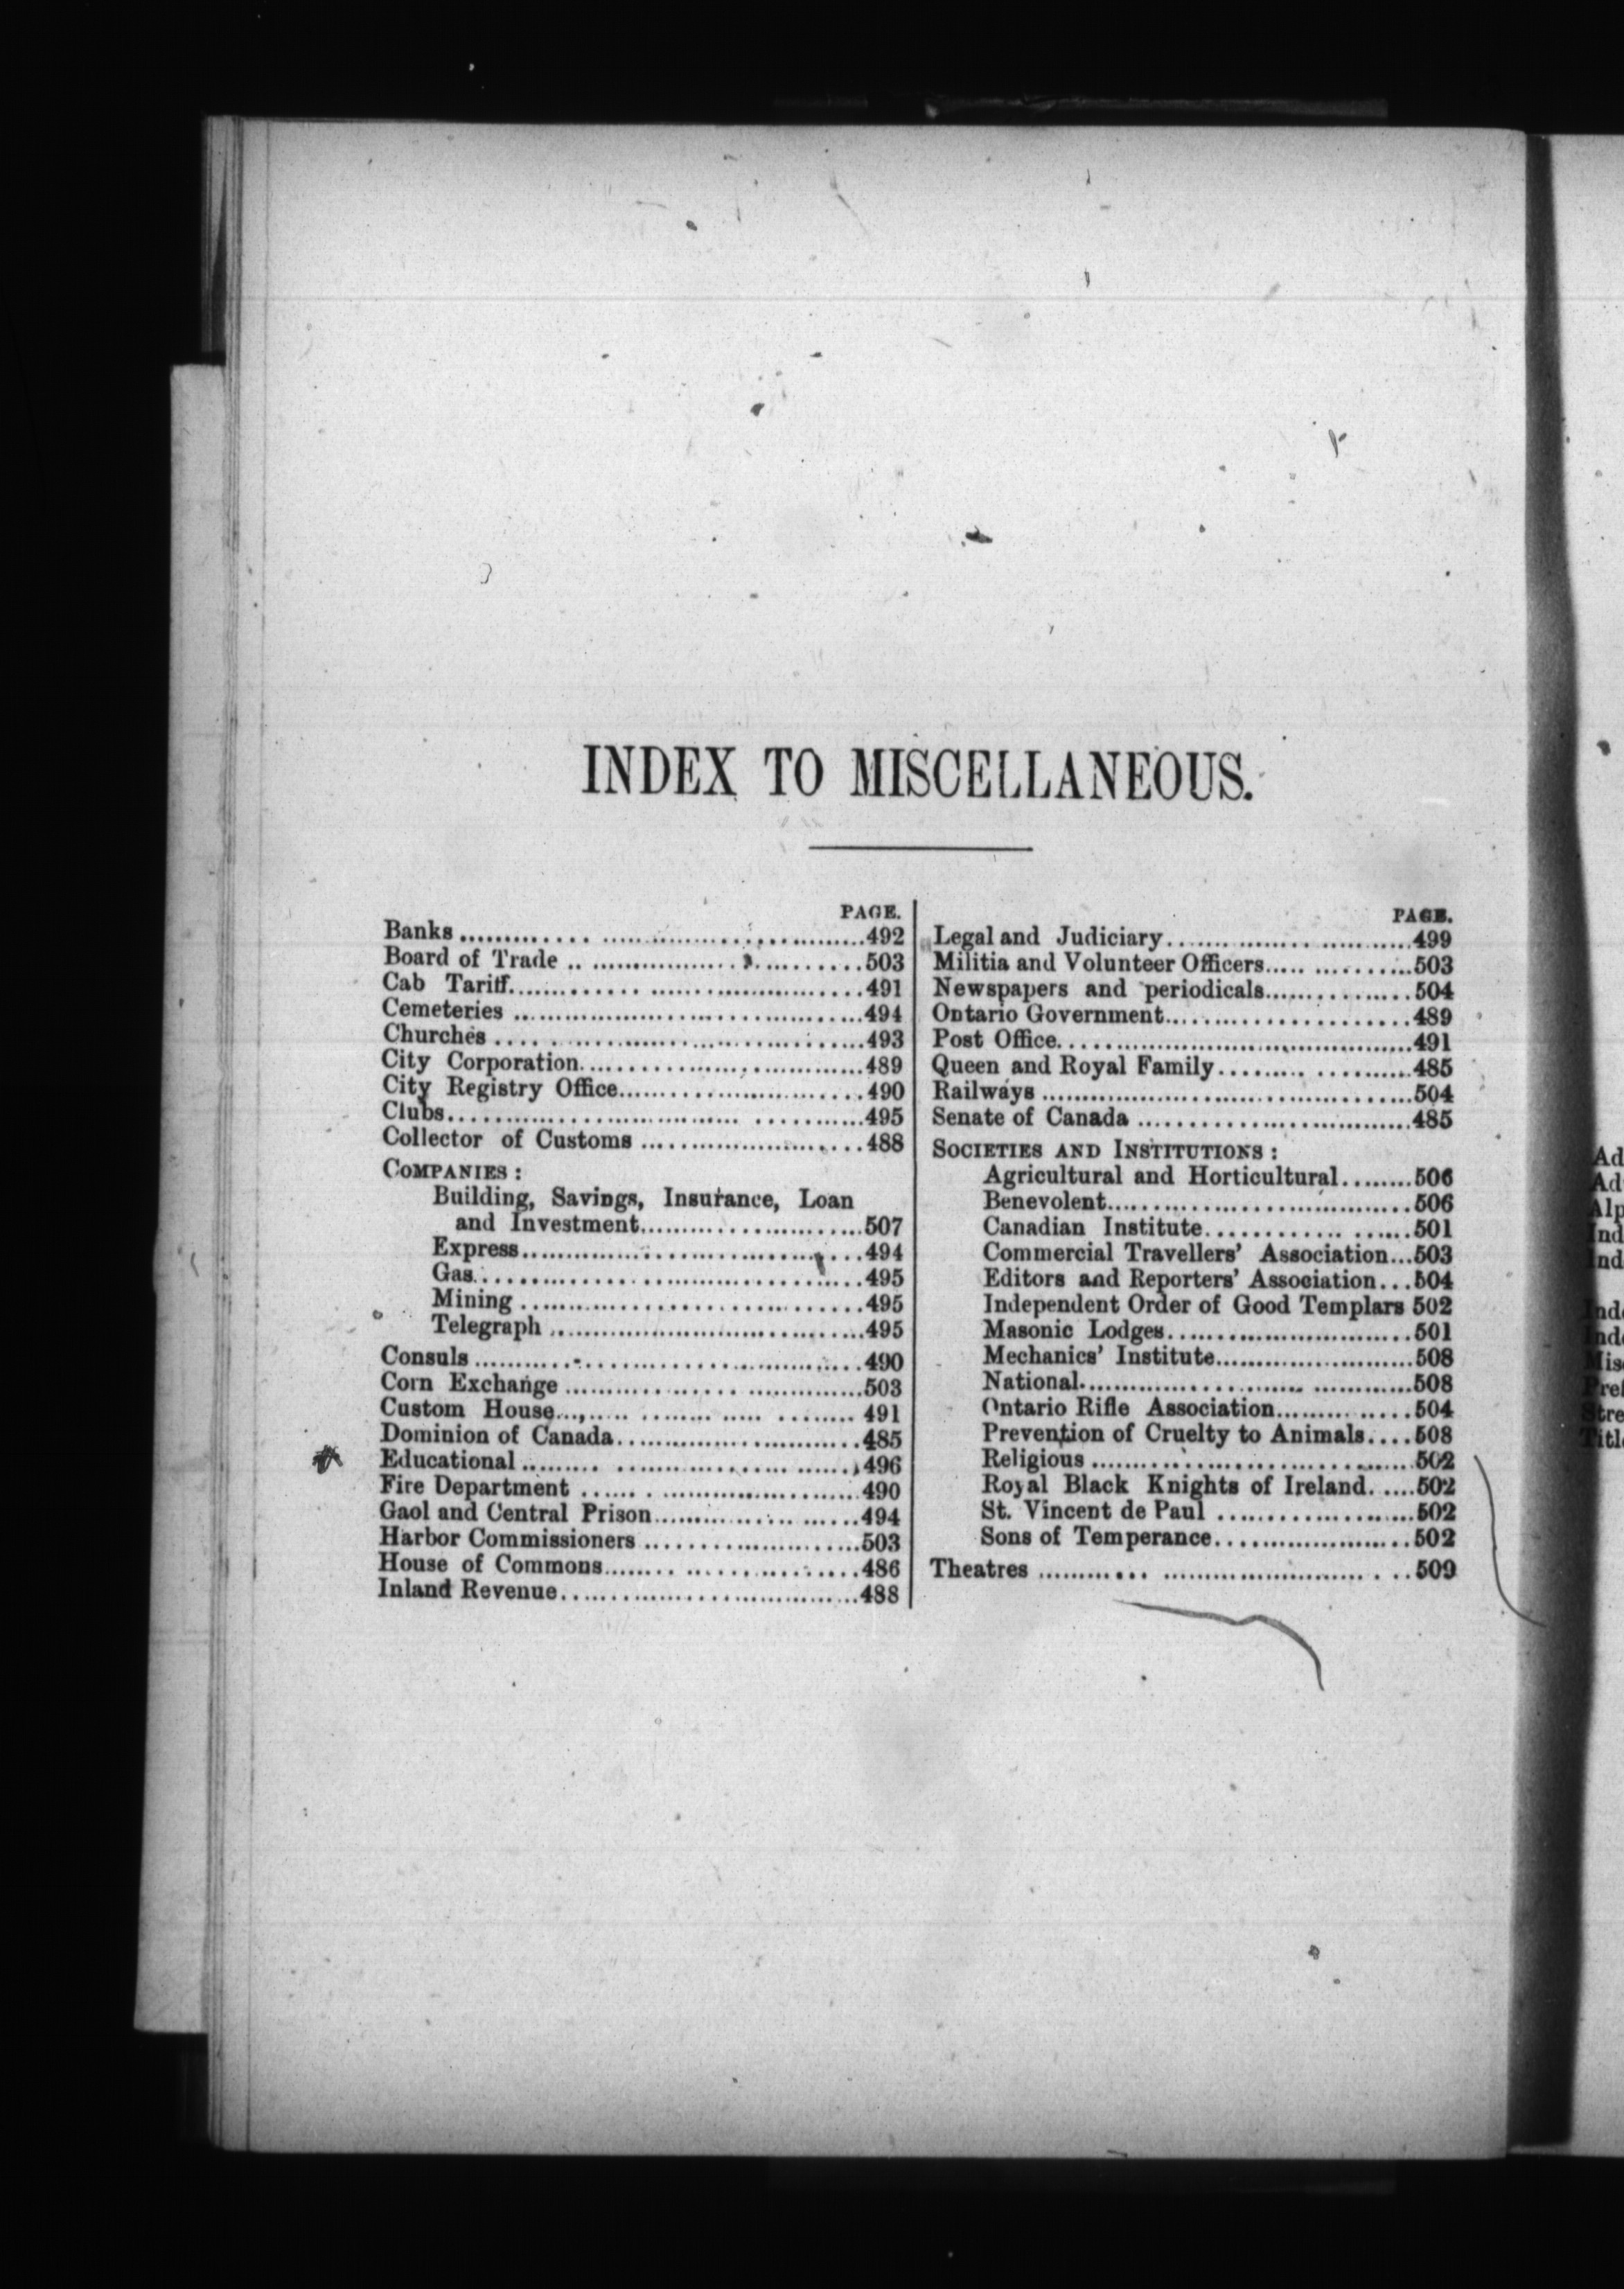 INDEX TO MISCELLANEOUS.
PAGE.
Banks ........................................492
Board of Trade ........................................503
Cab Tariff........................................491
Cemeteries ........................................494
Churches ........................................493
City Corporation........................................489
City Registry Office........................................490
Clubs........................................495
Collector of Customs ........................................488
COMPANIES :
Building, Savings, Insurance, Loan
and Investment........................................507
Express........................................494
Gas........................................495
Mining ........................................495
Telegraph ........................................495
Consuls ........................................490
Corn Exchange ........................................503
Custom House........................................491
Dominion of Canada........................................485
Educational ........................................496
Fire Department ........................................490
Gaol and Central Prison........................................494
Harbor Commissioners ........................................503
House of Commons........................................486
Inland Revenue........................................488
PAGE.
Legal and Judiciary........................................499
Militia and Volunteer Officers........................................503
Newspapers and periodicals........................................504
Ontario Government........................................489
Post Office........................................491
Queen and Royal Family........................................485
Railways ........................................504
Senate of Canada ........................................485
SOCIETIES AND INSTITUTIONS :
Agricultural and Horticultural........506
Benevolent........................................506
Canadian Institute........................................501
Commercial Travellers' Association...503
Editors and Reporters' Association...504
Independent Order of Good Templars 502
Masonic Lodges........................................501
Mechanics' Institute........................................508
National........................................508
Ontario Rifle Association..............504
Prevention of Cruelty to Animals....508
Religious ........................................502
Royal Black Knights of Ireland.....502
St. Vincent de Paul ....................502
Sons of Temperance....................502
Theatres ........................................509